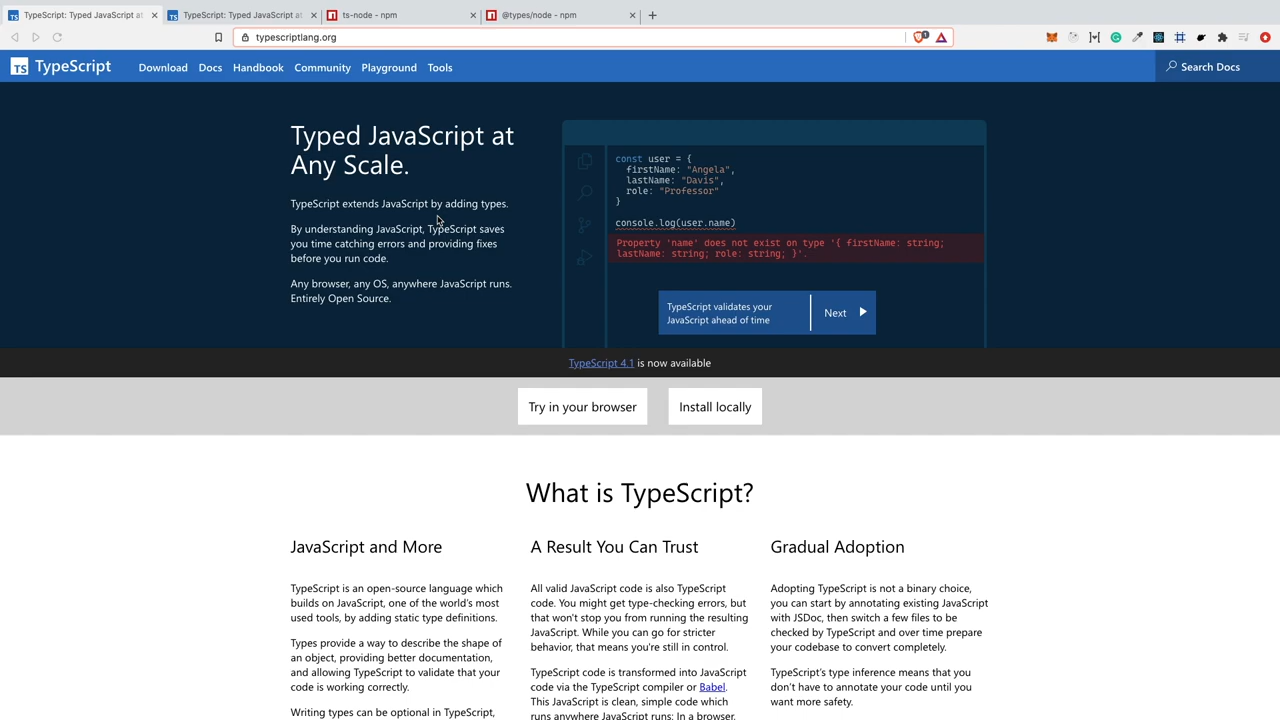 TypeScript: Typed JavaScript at
TypeScript: Typed JavaScript at
ts-node - npm
@types/node - npm
typescriptlang.org
1
TS TypeScript
Download
Docs
Handbook
Community
Playground
Tools
Search Docs
Typed JavaScript at
Any Scale.
TypeScript extends JavaScript by adding types.
By understanding JavaScript, TypeScript saves
you time catching errors and providing fixes
before you run code.
Any browser, any OS, anywhere JavaScript runs.
Entirely Open Source.
const user = {
firstName: "Angela",
lastName: "Davis",
role: "Professor"
}
console.log(user.name)
Property 'name' does not exist on type '{ firstName: string;
lastName: string; role: string; }'.
TypeScript validates your
JavaScript ahead of time
Next
TypeScript 4.1 is now available
Try in your browser
Install locally
What is TypeScript?
JavaScript and More
TypeScript is an open-source language which
builds on JavaScript, one of the world's most
used tools, by adding static type definitions.
Types provide a way to describe the shape of
an object, providing better documentation,
and allowing TypeScript to validate that your
code is working correctly.
Writing types can be optional in TypeScript,
A Result You Can Trust
All valid JavaScript code is also TypeScript
code. You might get type-checking errors, but
that won't stop you from running the resulting
JavaScript. While you can go for stricter
behavior, that means you're still in control.
TypeScript code is transformed into JavaScript
code via the TypeScript compiler or Babel.
This JavaScript is clean, simple code which
runs anywhere JavaScript runs: In a browser,
Gradual Adoption
Adopting TypeScript is not a binary choice,
you can start by annotating existing JavaScript
with JSDoc, then switch a few files to be
checked by TypeScript and over time prepare
your codebase to convert completely.
TypeScript's type inference means that you
don't have to annotate your code until you
want more safety.